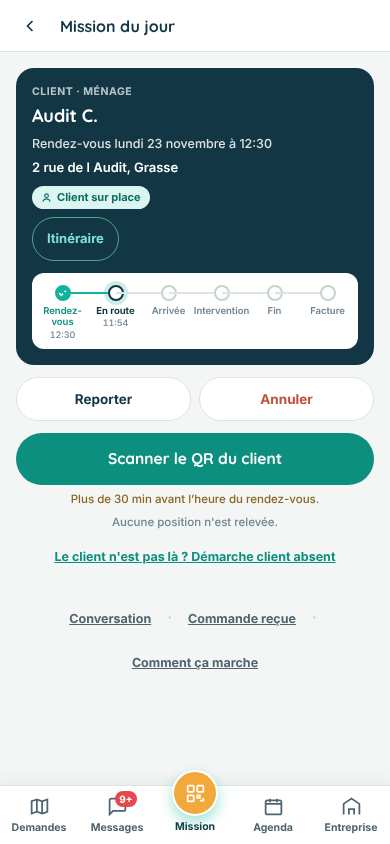 Mission du jour
CLIENT · MÉNAGE
Audit C.
Rendez-vous lundi 23 novembre à 12:30
2 rue de l Audit, Grasse
Client sur place
Itinéraire
Rendez-vous
12:30
En route
11:54
Arrivée
Intervention
Fin
Facture
Reporter
Annuler
Scanner le QR du client
Plus de 30 min avant l'heure du rendez-vous.
Aucune position n'est relevée.
Le client n'est pas là ? Démarche client absent
Conversation · Commande reçue ·
Comment ça marche
9+
Demandes
Messages
Mission
Agenda
Entreprise